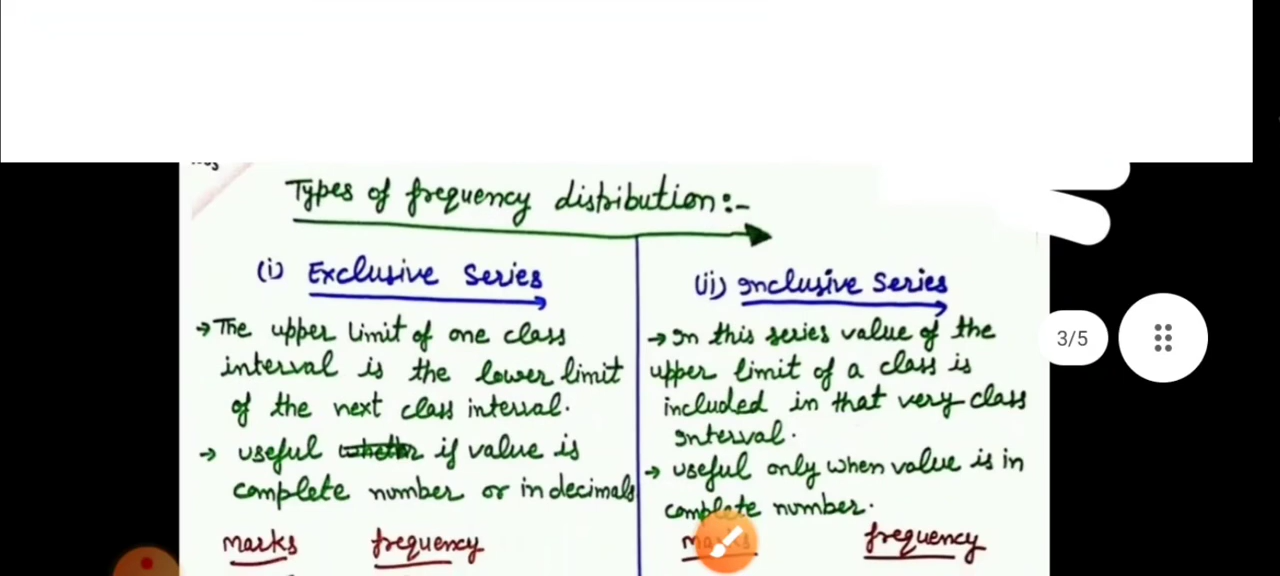 Types of frequency distribution:-
(i) Exclusive Series
→ The upper limit of one class
interval is the lower limit
of the next class interval.
→ useful if value is
complete number or in decimals
marks frequency
(ii) Inclusive Series
→ In this series value of the
upper limit of a class is
included in that very class
Interval.
→ useful only when value is in
complete number.
marks frequency
3/5